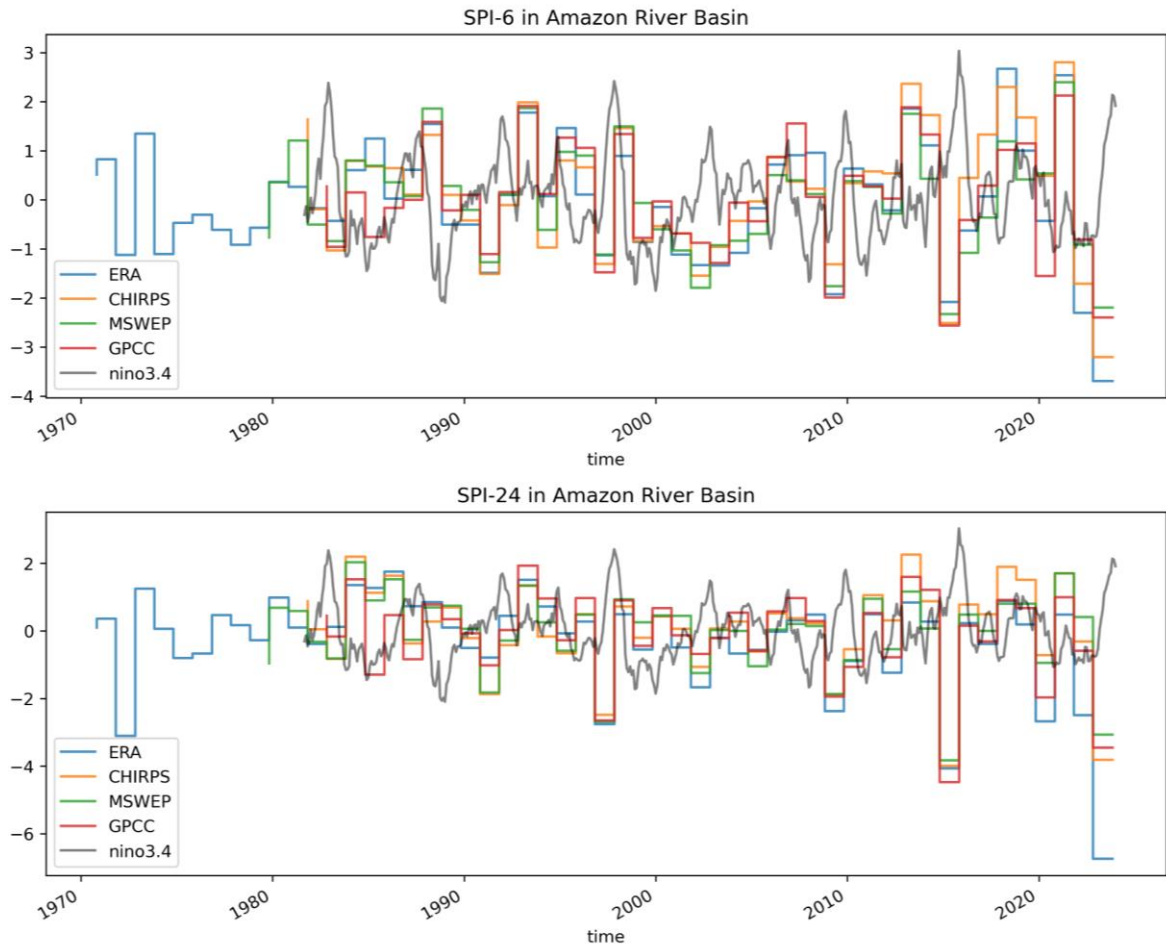 SPI-6 in Amazon River Basin
3
2
1
0
−1
−2
−3
−4
ERA
CHIRPS
MSWEP
GPCC
nino3.4
1970
1980
1990
2000
2010
2020
time
SPI-24 in Amazon River Basin
2
0
−2
−4
−6
ERA
CHIRPS
MSWEP
GPCC
nino3.4
1970
1980
1990
2000
2010
2020
time